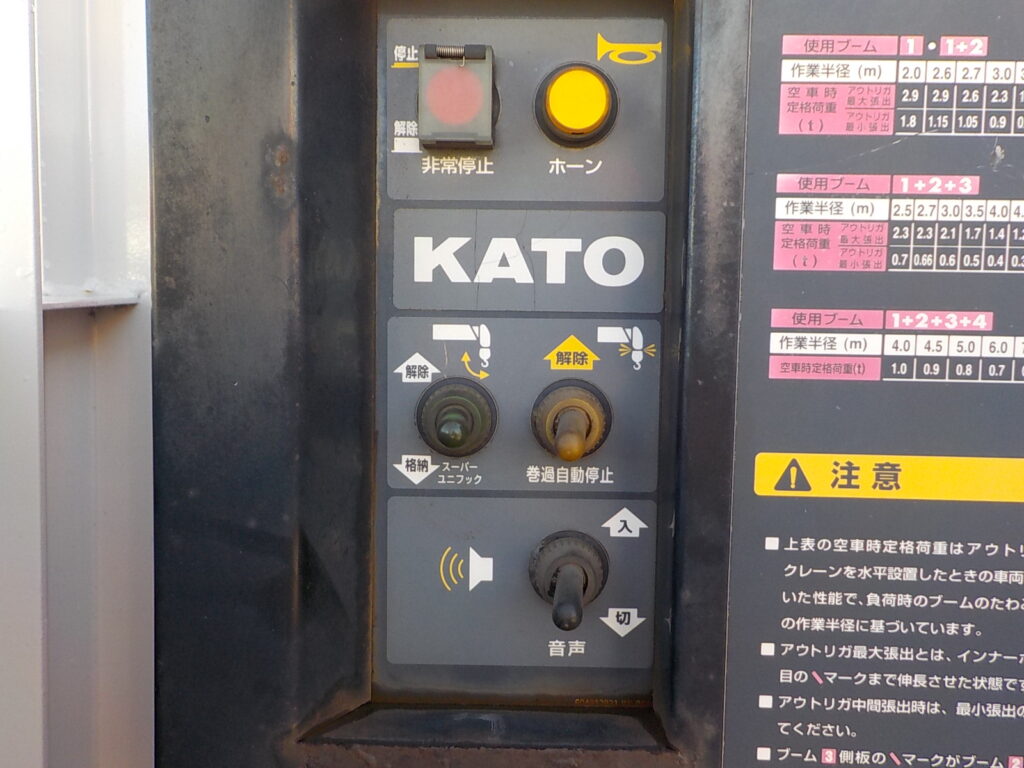 停止
解除
非常停止
ホーン
KATO
解除
解除
格納
スーパー
ユニフック
巻過自動停止
入
切
音声
使用ブーム 1・1+2
作業半径 (m) 2.0 2.6 2.7 3.0
空車時定格荷重(t) アウトリガ最大張出 2.9 2.9 2.6 2.3
アウトリガ最小張出 1.8 1.15 1.05 0.9
使用ブーム 1+2+3
作業半径 (m) 2.5 2.7 3.0 3.5 4.0
空車時定格荷重(t) アウトリガ最大張出 2.3 2.3 2.1 1.7 1.4
アウトリガ最小張出 0.7 0.66 0.6 0.5 0.4
使用ブーム 1+2+3+4
作業半径 (m) 4.0 4.5 5.0 6.0
空車時定格荷重(t) 1.0 0.9 0.8 0.7
注意
■上表の空車時定格荷重はアウトリ
クレーンを水平設置したときの車両
いた性能で、負荷時のブームのたわ
の作業半径に基づいています。
■アウトリガ最大張出とは、インナー
目の\マークまで伸長させた状態で
■アウトリガ中間張出時は、最小張出の
てください。
■ブーム3側板の\マークがブーム2